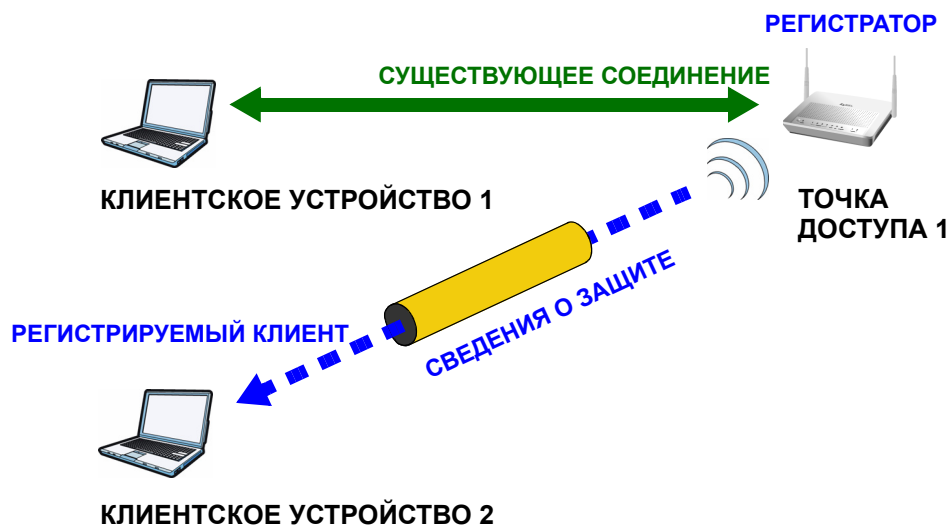 РЕГИСТРАТОР
СУЩЕСТВУЮЩЕЕ СОЕДИНЕНИЕ
КЛИЕНТСКОЕ УСТРОЙСТВО 1
ТОЧКА
ДОСТУПА 1
СВЕДЕНИЯ О ЗАЩИТЕ
РЕГИСТРИРУЕМЫЙ КЛИЕНТ
КЛИЕНТСКОЕ УСТРОЙСТВО 2